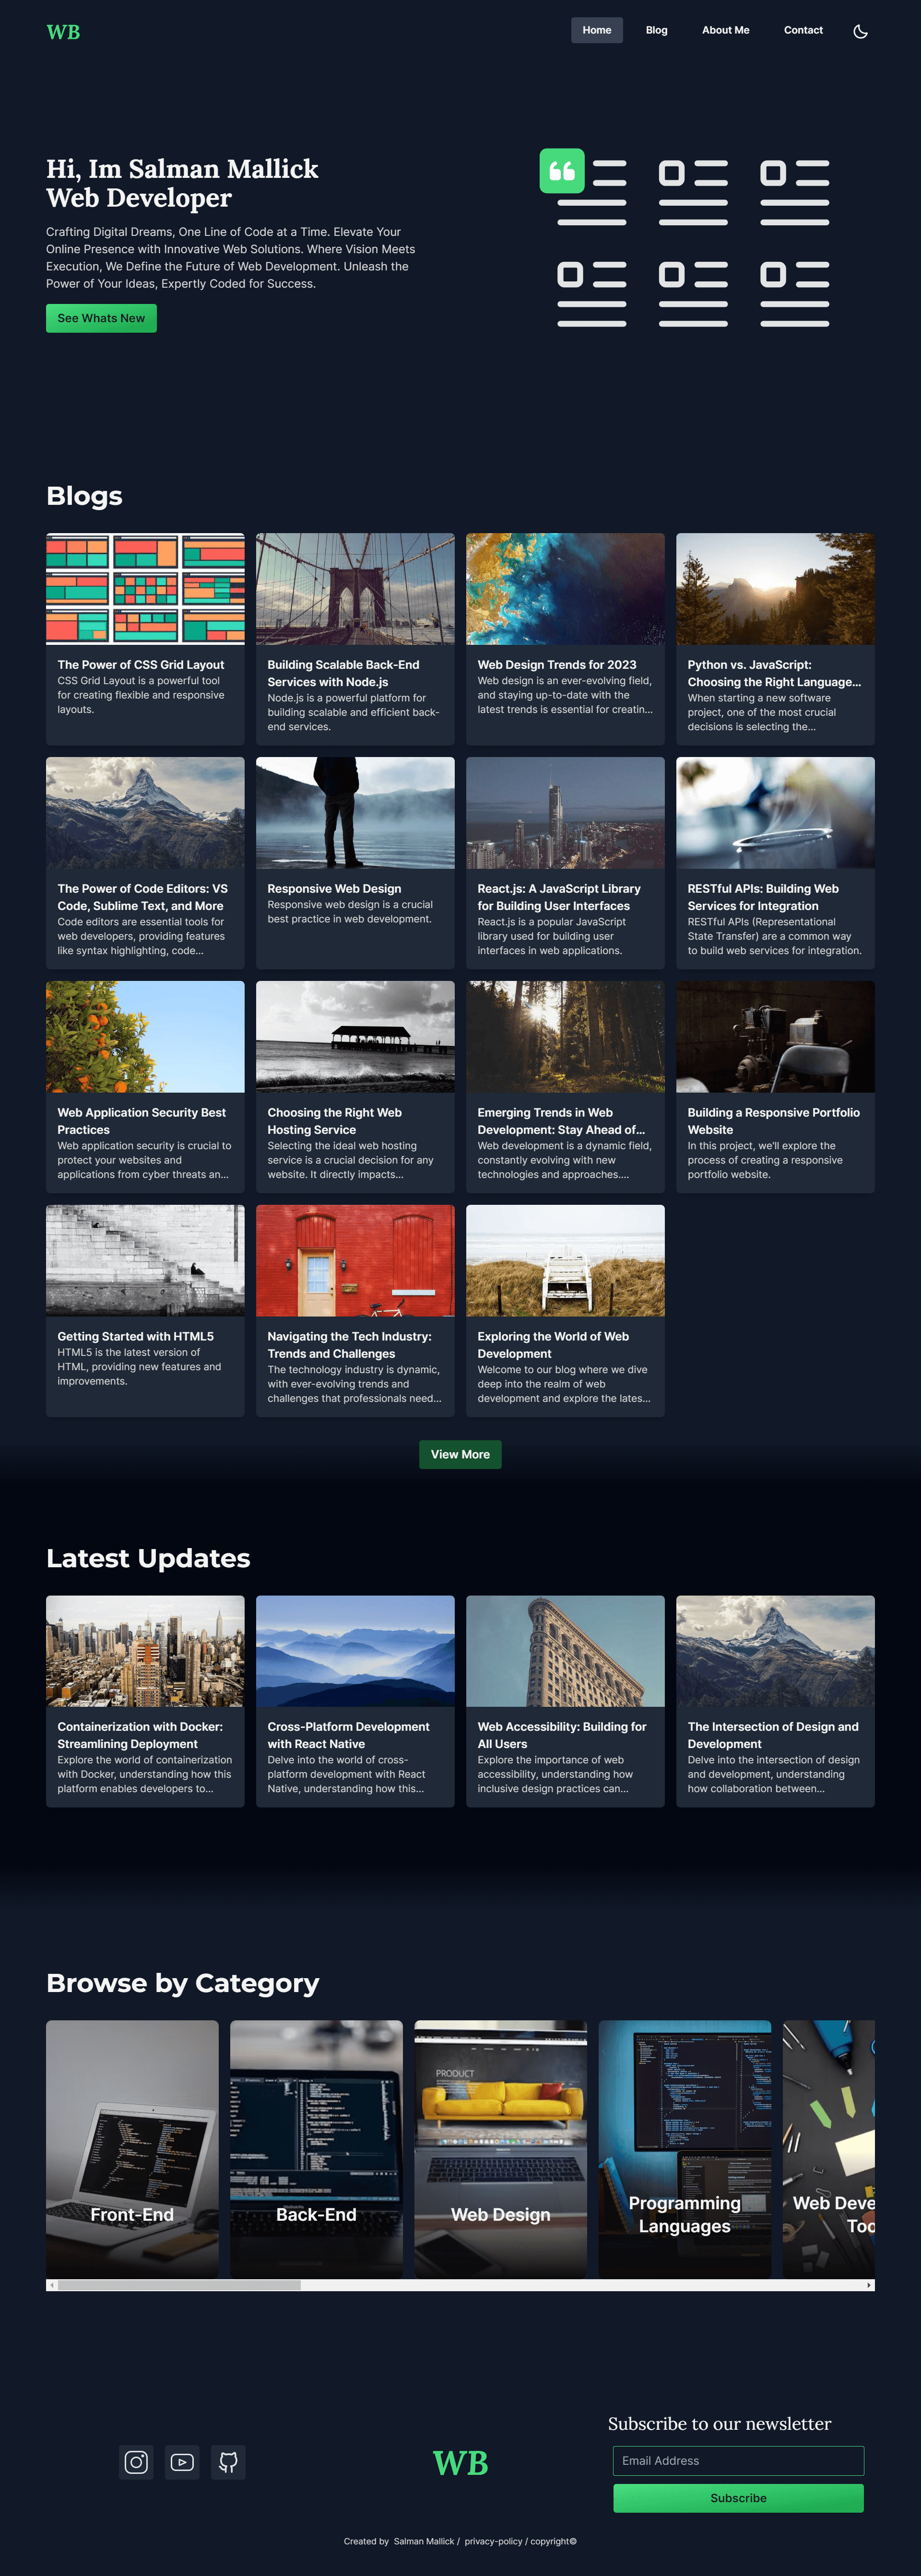 WB
Home
Blog
About Me
Contact
Hi, Im Salman Mallick
Web Developer
Crafting Digital Dreams, One Line of Code at a Time. Elevate Your
Online Presence with Innovative Web Solutions. Where Vision Meets
Execution, We Define the Future of Web Development. Unleash the
Power of Your Ideas, Expertly Coded for Success.
See Whats New
Blogs
The Power of CSS Grid Layout
CSS Grid Layout is a powerful tool
for creating flexible and responsive
layouts.
Building Scalable Back-End
Services with Node.js
Node.js is a powerful platform for
building scalable and efficient back-
end services.
Web Design Trends for 2023
Web design is an ever-evolving field,
and staying up-to-date with the
latest trends is essential for creatin...
Python vs. JavaScript:
Choosing the Right Language...
When starting a new software
project, one of the most crucial
decisions is selecting the...
The Power of Code Editors: VS
Code, Sublime Text, and More
Code editors are essential tools for
web developers, providing features
like syntax highlighting, code...
Responsive Web Design
Responsive web design is a crucial
best practice in web development.
React.js: A JavaScript Library
for Building User Interfaces
React.js is a popular JavaScript
library used for building user
interfaces in web applications.
RESTful APIs: Building Web
Services for Integration
RESTful APIs (Representational
State Transfer) are a common way
to build web services for integration.
Web Application Security Best
Practices
Web application security is crucial to
protect your websites and
applications from cyber threats an...
Choosing the Right Web
Hosting Service
Selecting the ideal web hosting
service is a crucial decision for any
website. It directly impacts...
Emerging Trends in Web
Development: Stay Ahead of...
Web development is a dynamic field,
constantly evolving with new
technologies and approaches....
Building a Responsive Portfolio
Website
In this project, we'll explore the
process of creating a responsive
portfolio website.
Getting Started with HTML5
HTML5 is the latest version of
HTML, providing new features and
improvements.
Navigating the Tech Industry:
Trends and Challenges
The technology industry is dynamic,
with ever-evolving trends and
challenges that professionals need...
Exploring the World of Web
Development
Welcome to our blog where we dive
deep into the realm of web
development and explore the lates...
View More
Latest Updates
Containerization with Docker:
Streamlining Deployment
Explore the world of containerization
with Docker, understanding how this
platform enables developers to...
Cross-Platform Development
with React Native
Delve into the world of cross-
platform development with React
Native, understanding how this...
Web Accessibility: Building for
All Users
Explore the importance of web
accessibility, understanding how
inclusive design practices can...
The Intersection of Design and
Development
Delve into the intersection of design
and development, understanding
how collaboration between...
Browse by Category
Front-End
Back-End
PRODUCT
Web Design
Programming
Languages
Web Deve
Too
Subscribe to our newsletter
WB
Email Address
Subscribe
Created by Salman Mallick / privacy-policy / copyright©